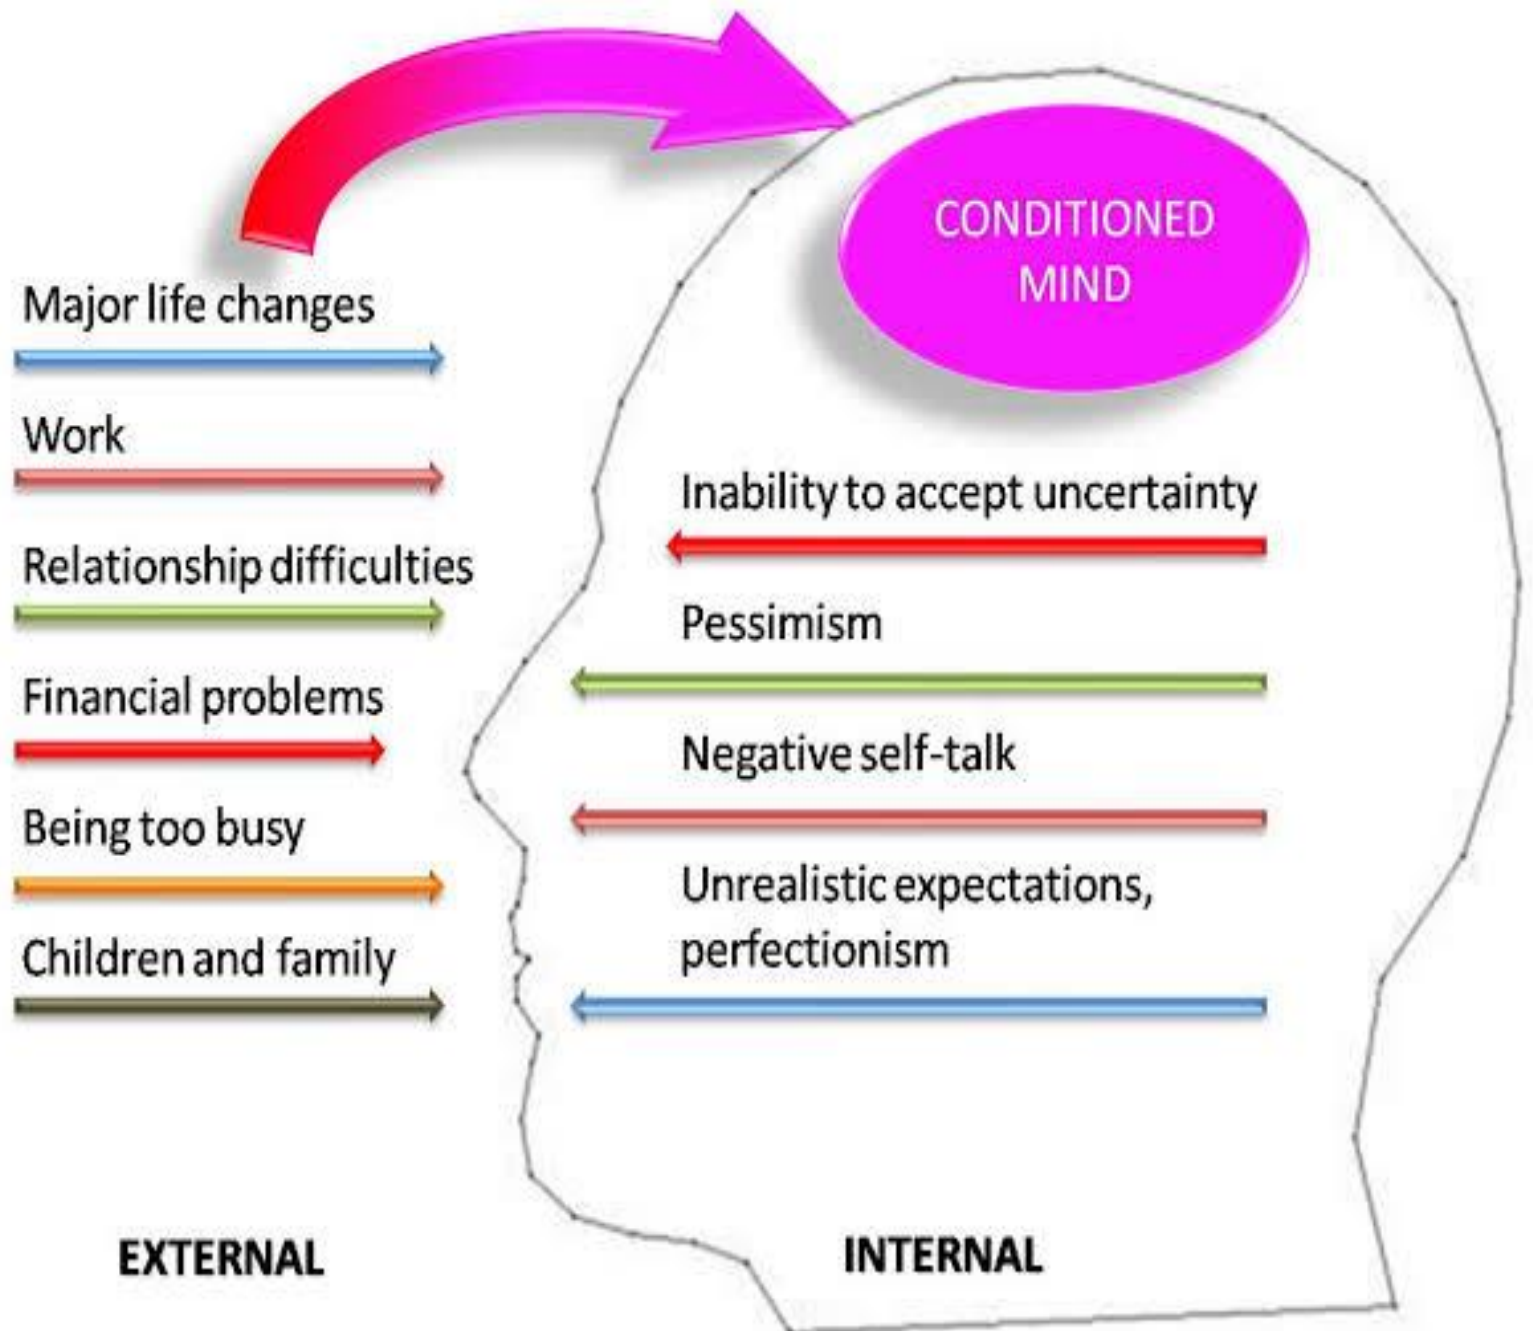 CONDITIONED
MIND
Major life changes
Work
Relationship difficulties
Financial problems
Being too busy
Children and family
Inability to accept uncertainty
Pessimism
Negative self-talk
Unrealistic expectations,
perfectionism
EXTERNAL
INTERNAL